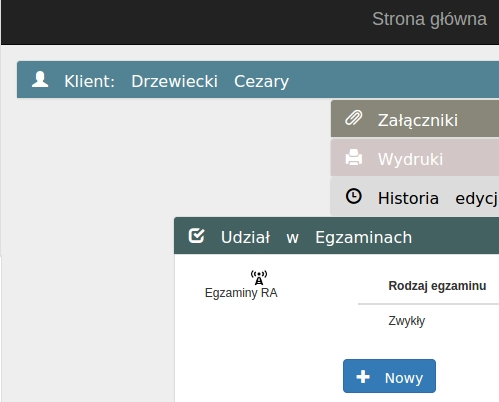 Strona główna
Klient: Drzewiecki Cezary
Załączniki
Wydruki
Historia edycj
Udział w Egzaminach
Egzaminy RA
Rodzaj egzaminu
Zwykły
Nowy